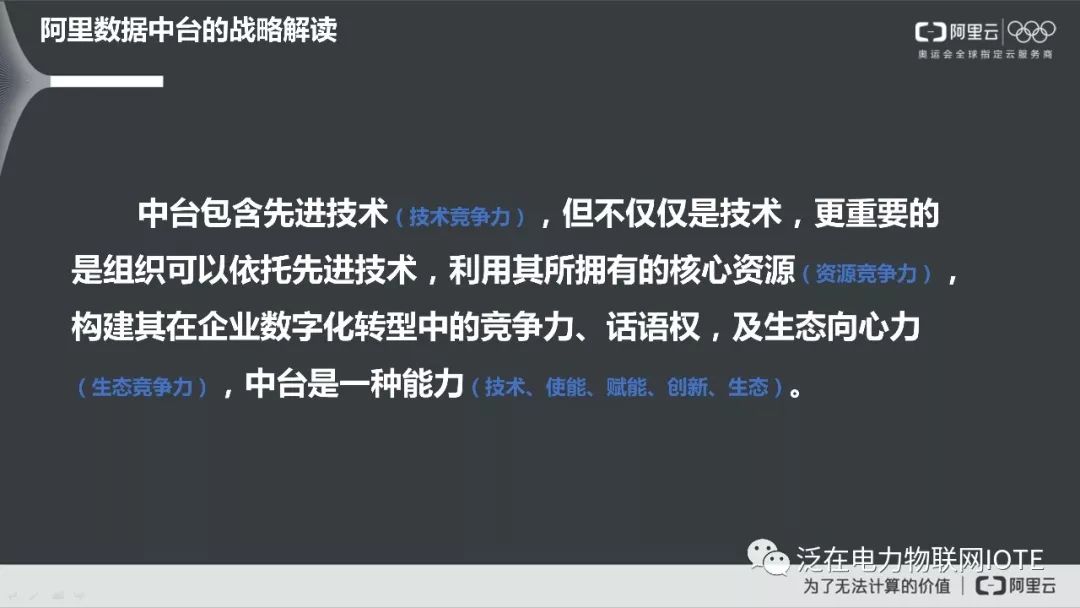 阿里数据中台的战略解读
阿里云
奥运会全球指定云服务商
中台包含先进技术（技术竞争力），但不仅仅是技术，更重要的
是组织可以依托先进技术，利用其所拥有的核心资源（资源竞争力），
构建其在企业数字化转型中的竞争力、话语权，及生态向心力
（生态竞争力），中台是一种能力（技术、使能、赋能、创新、生态）。
泛在电力物联网IOTE
为了无法计算的价值 | 阿里云